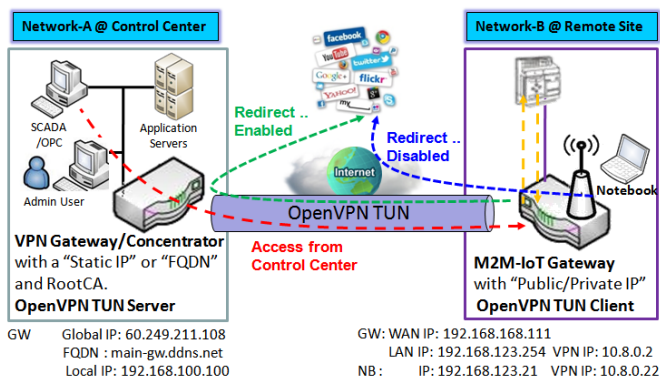 Network-A @ Control Center
Network-B @ Remote Site
facebook
YouTube
twitter
Google+
flickr
YAHOO!
my
SCADA
/OPC
Application
Servers
Admin User
Redirect ..
Enabled
Redirect ..
Disabled
Internet
Notebook
OpenVPN TUN
Access from
Control Center
VPN Gateway/Concentrator
with a “Static IP” or “FQDN”
and RootCA.
OpenVPN TUN Server
M2M-IoT Gateway
with “Public/Private IP”
OpenVPN TUN Client
GW Global IP: 60.249.211.108
FQDN : main-gw.ddns.net
Local IP: 192.168.100.100
GW: WAN IP: 192.168.168.111
LAN IP: 192.168.123.254 VPN IP: 10.8.0.2
NB : IP: 192.168.123.21 VPN IP: 10.8.0.22